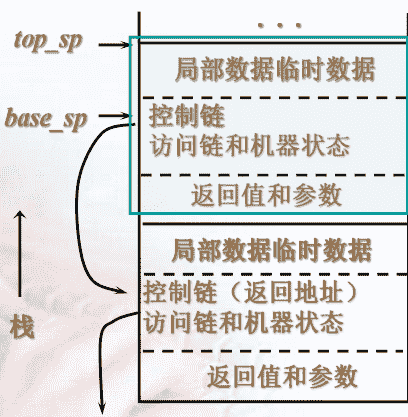 . . .
top_sp
局部数据临时数据
base_sp
控制链
访问链和机器状态
返回值和参数
局部数据临时数据
控制链（返回地址）
栈
访问链和机器状态
返回值和参数